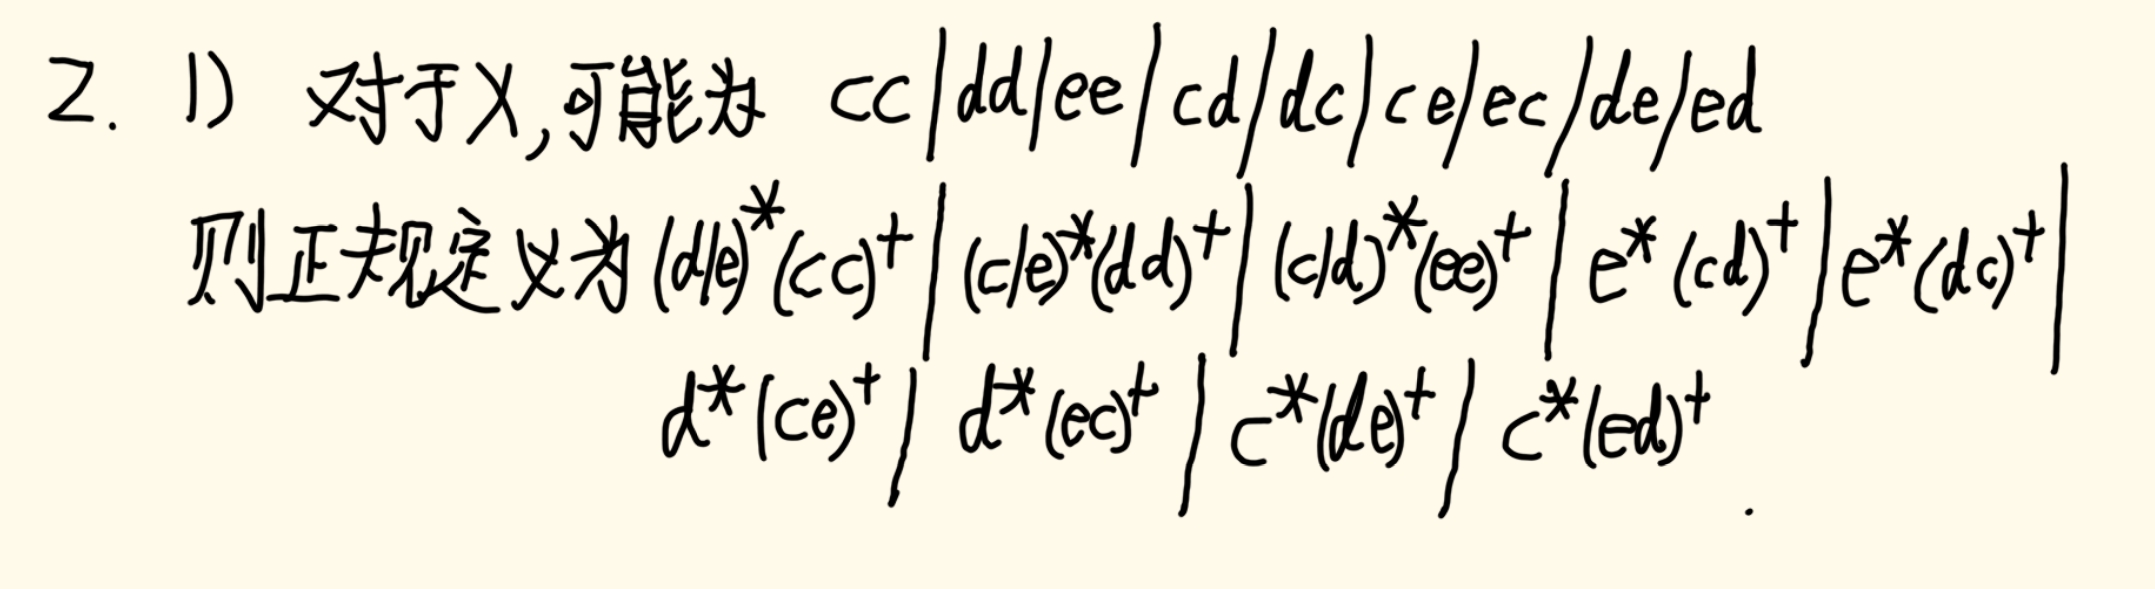 2. 1) 对于X,可能为 cc|dd|ee|cd|dc|ce|ec|de|ed
则正规定义为 (d|e)*(cc)⁺|(c|e)*(dd)⁺|(c|d)*(ee)⁺|e*(cd)⁺|e*(dc)⁺|
d*(ce)⁺|d*(ec)⁺|c*(de)⁺|c*(ed)⁺.